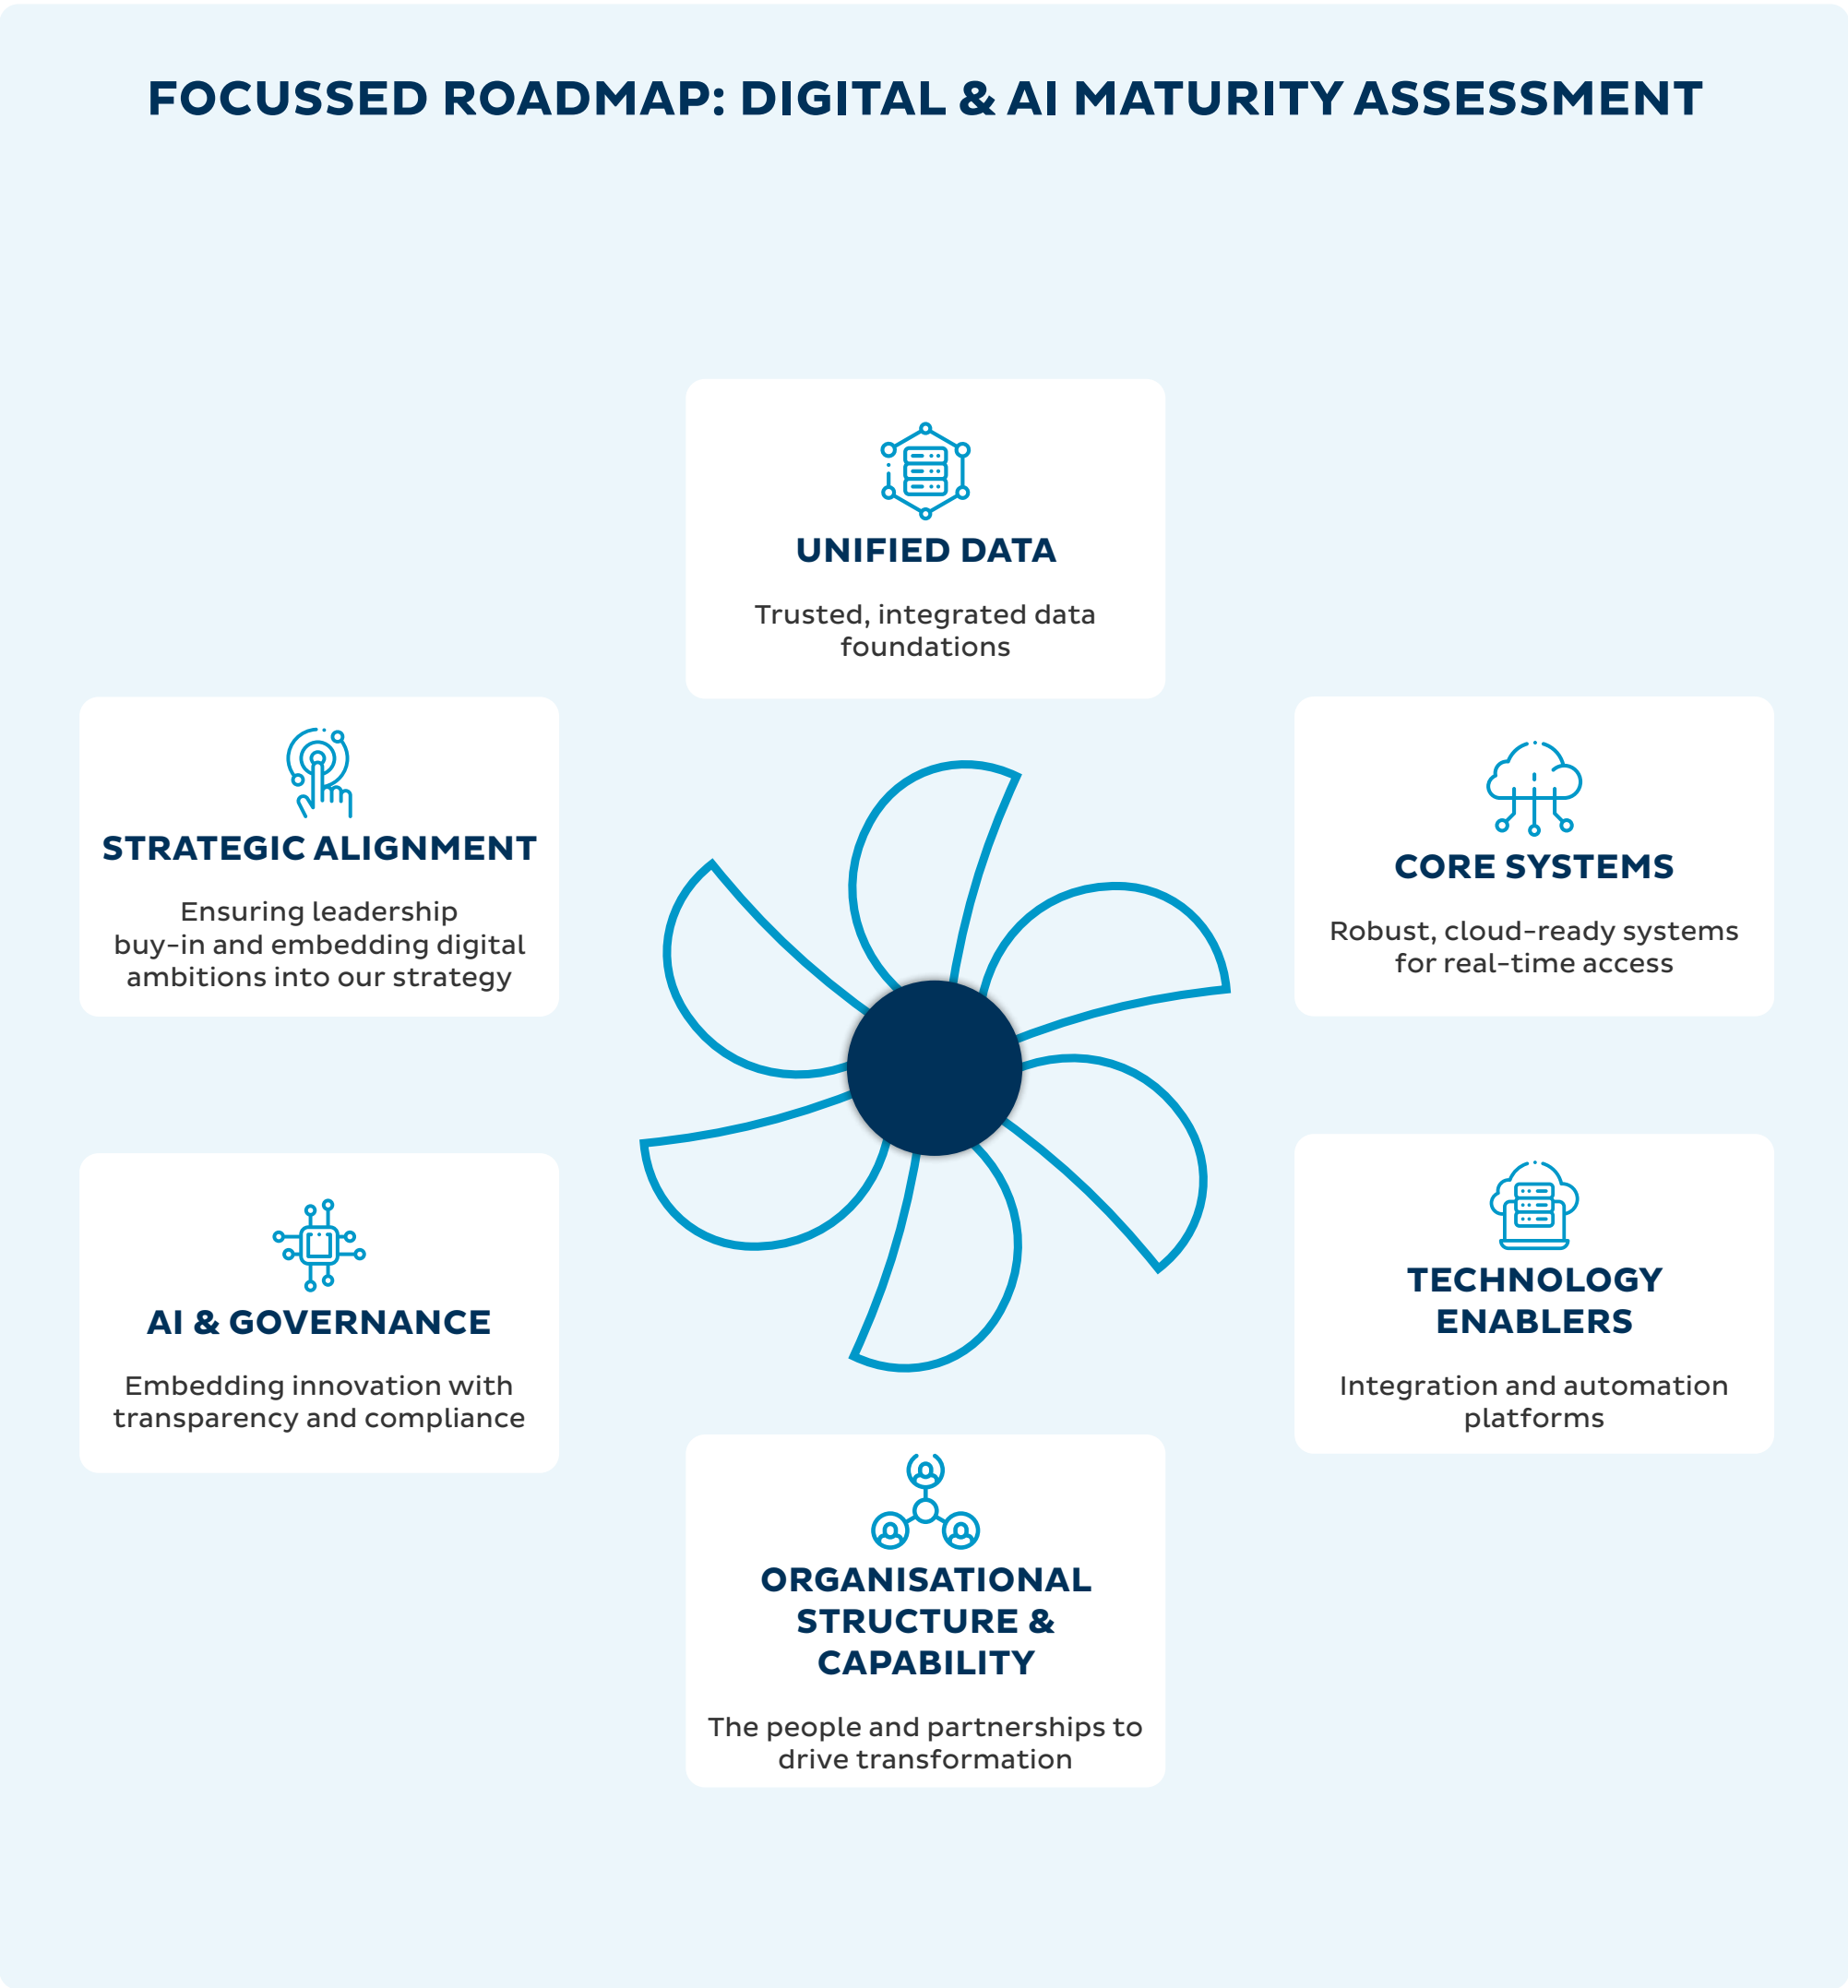 FOCUSSED ROADMAP: DIGITAL & AI MATURITY ASSESSMENT
UNIFIED DATA
Trusted, integrated data
foundations
STRATEGIC ALIGNMENT
Ensuring leadership
buy-in and embedding digital
ambitions into our strategy
CORE SYSTEMS
Robust, cloud-ready systems
for real-time access
AI & GOVERNANCE
Embedding innovation with
transparency and compliance
TECHNOLOGY
ENABLERS
Integration and automation
platforms
ORGANISATIONAL
STRUCTURE &
CAPABILITY
The people and partnerships to
drive transformation